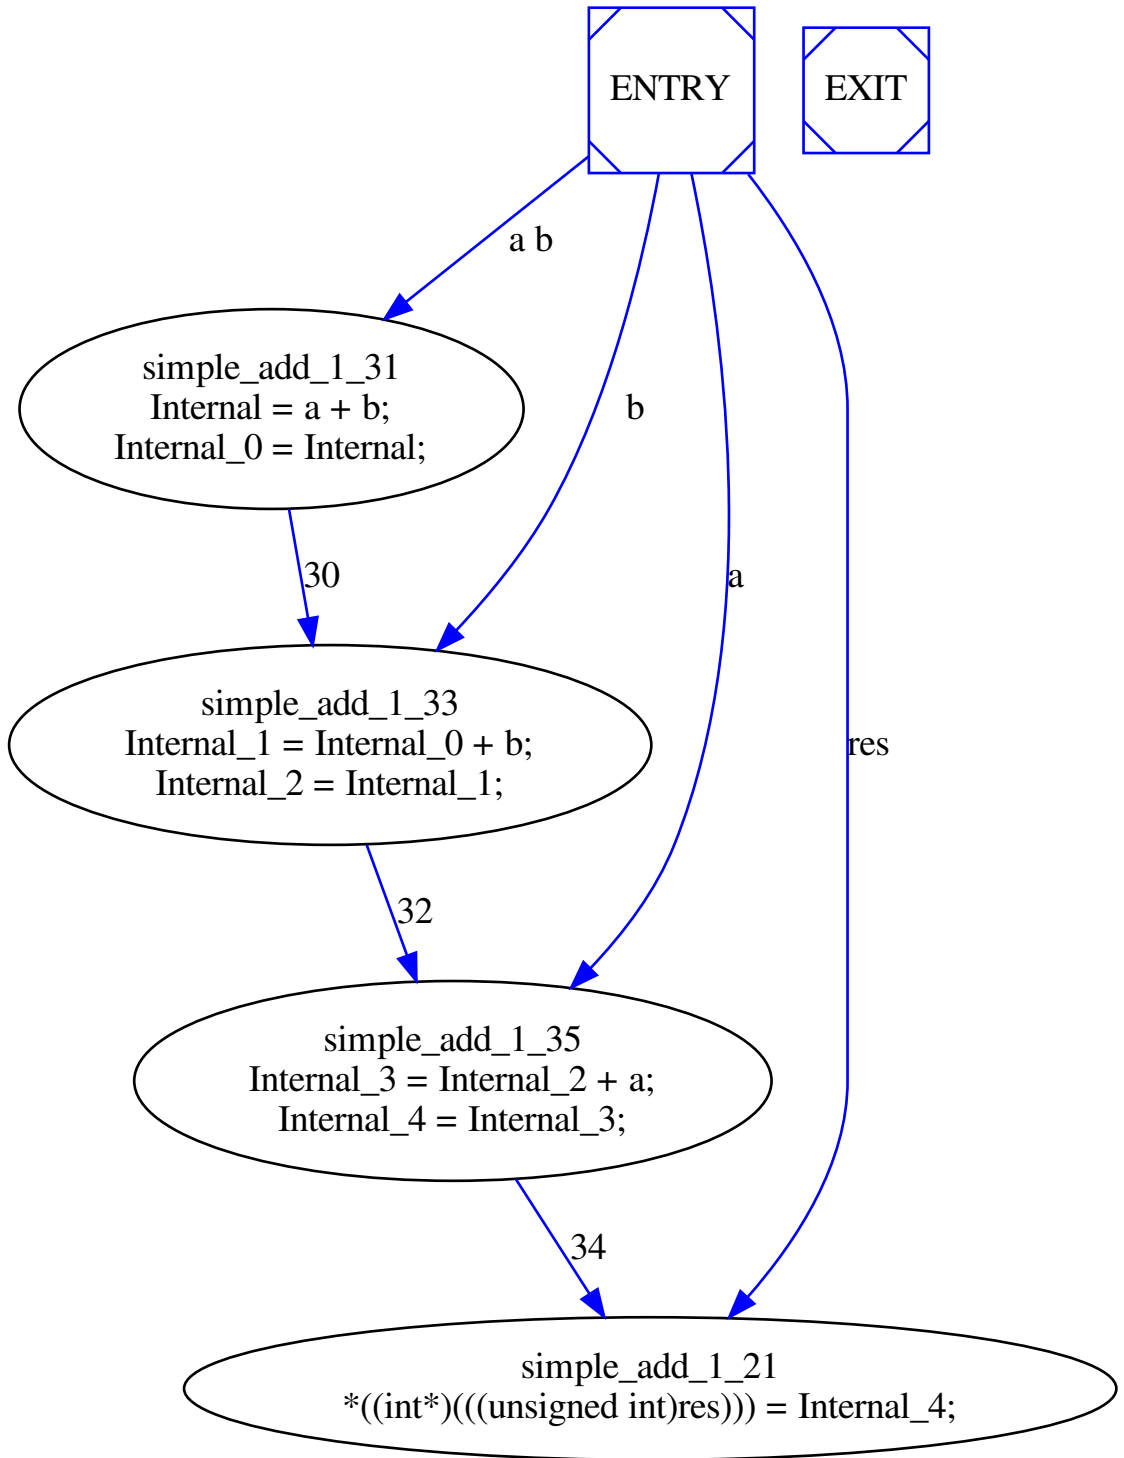 ENTRY
EXIT
a b
simple_add_1_31
Internal = a + b;
Internal_0 = Internal;
b
30
a
simple_add_1_33
Internal_1 = Internal_0 + b;
Internal_2 = Internal_1;
res
32
simple_add_1_35
Internal_3 = Internal_2 + a;
Internal_4 = Internal_3;
34
simple_add_1_21
*((int*)(((unsigned int)res))) = Internal_4;